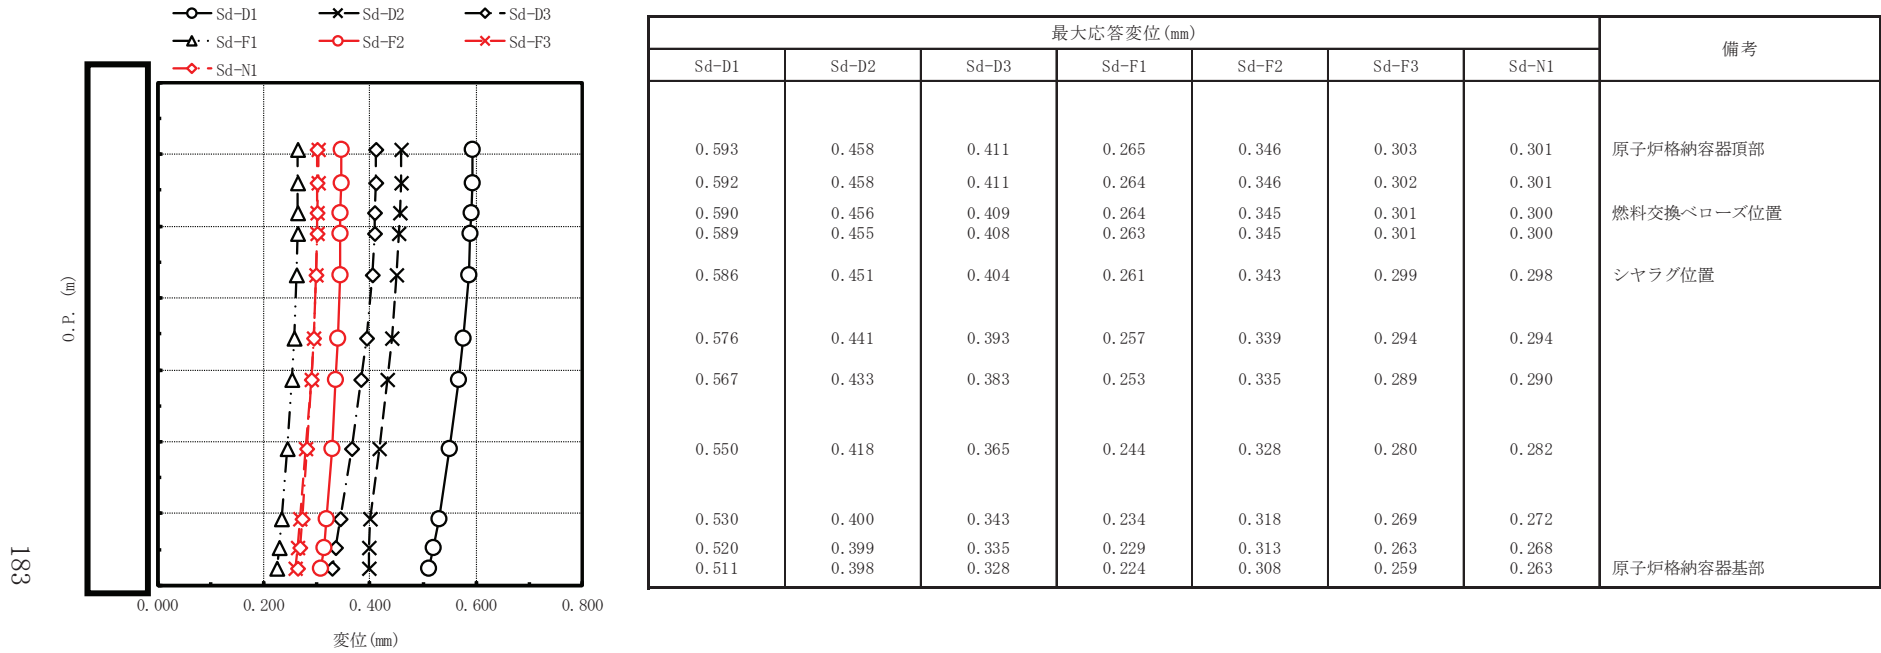 Sd-D1 Sd-D2 Sd-D3
Sd-F1 Sd-F2 Sd-F3
Sd-N1
O.P. (m)
0.000 0.200 0.400 0.600 0.800
変位(mm)
183
最大応答変位(mm) 備考
Sd-D1 Sd-D2 Sd-D3 Sd-F1 Sd-F2 Sd-F3 Sd-N1
0.593 0.458 0.411 0.265 0.346 0.303 0.301 原子炉格納容器頂部
0.592 0.458 0.411 0.264 0.346 0.302 0.301
0.590 0.456 0.409 0.264 0.345 0.301 0.300 燃料交換ベローズ位置
0.589 0.455 0.408 0.263 0.345 0.301 0.300
0.586 0.451 0.404 0.261 0.343 0.299 0.298 シヤラグ位置
0.576 0.441 0.393 0.257 0.339 0.294 0.294
0.567 0.433 0.383 0.253 0.335 0.289 0.290
0.550 0.418 0.365 0.244 0.328 0.280 0.282
0.530 0.400 0.343 0.234 0.318 0.269 0.272
0.520 0.399 0.335 0.229 0.313 0.263 0.268
0.511 0.398 0.328 0.224 0.308 0.259 0.263 原子炉格納容器基部